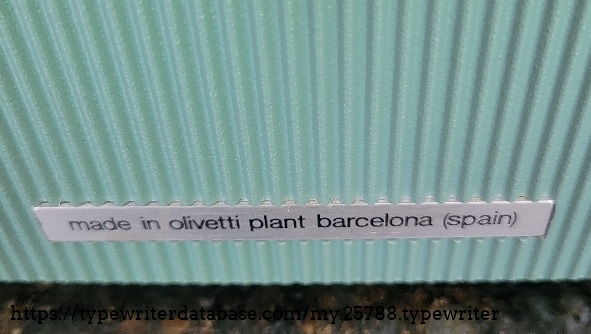 made in olivetti plant barcelona (spain)
https://typewriterdatabase.com/my.25788.typewriter